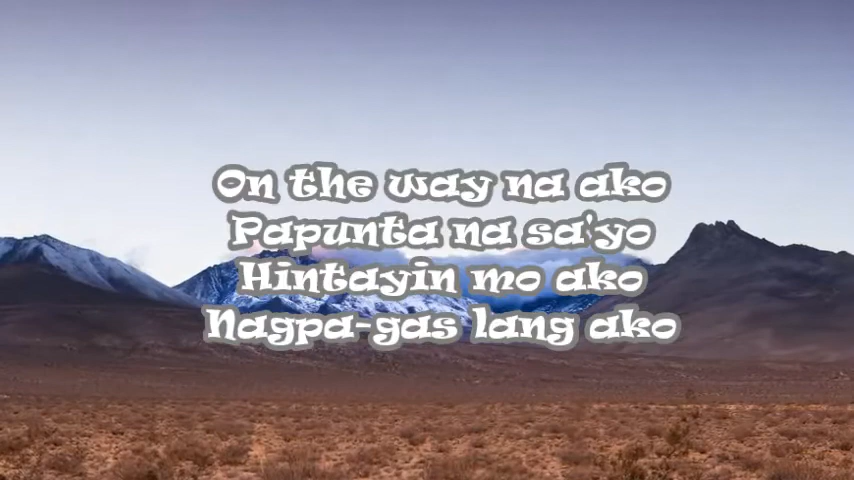 On the way na ako
Papunta na sa'yo
Hintayin mo ako
Nagpa-gas lang ako